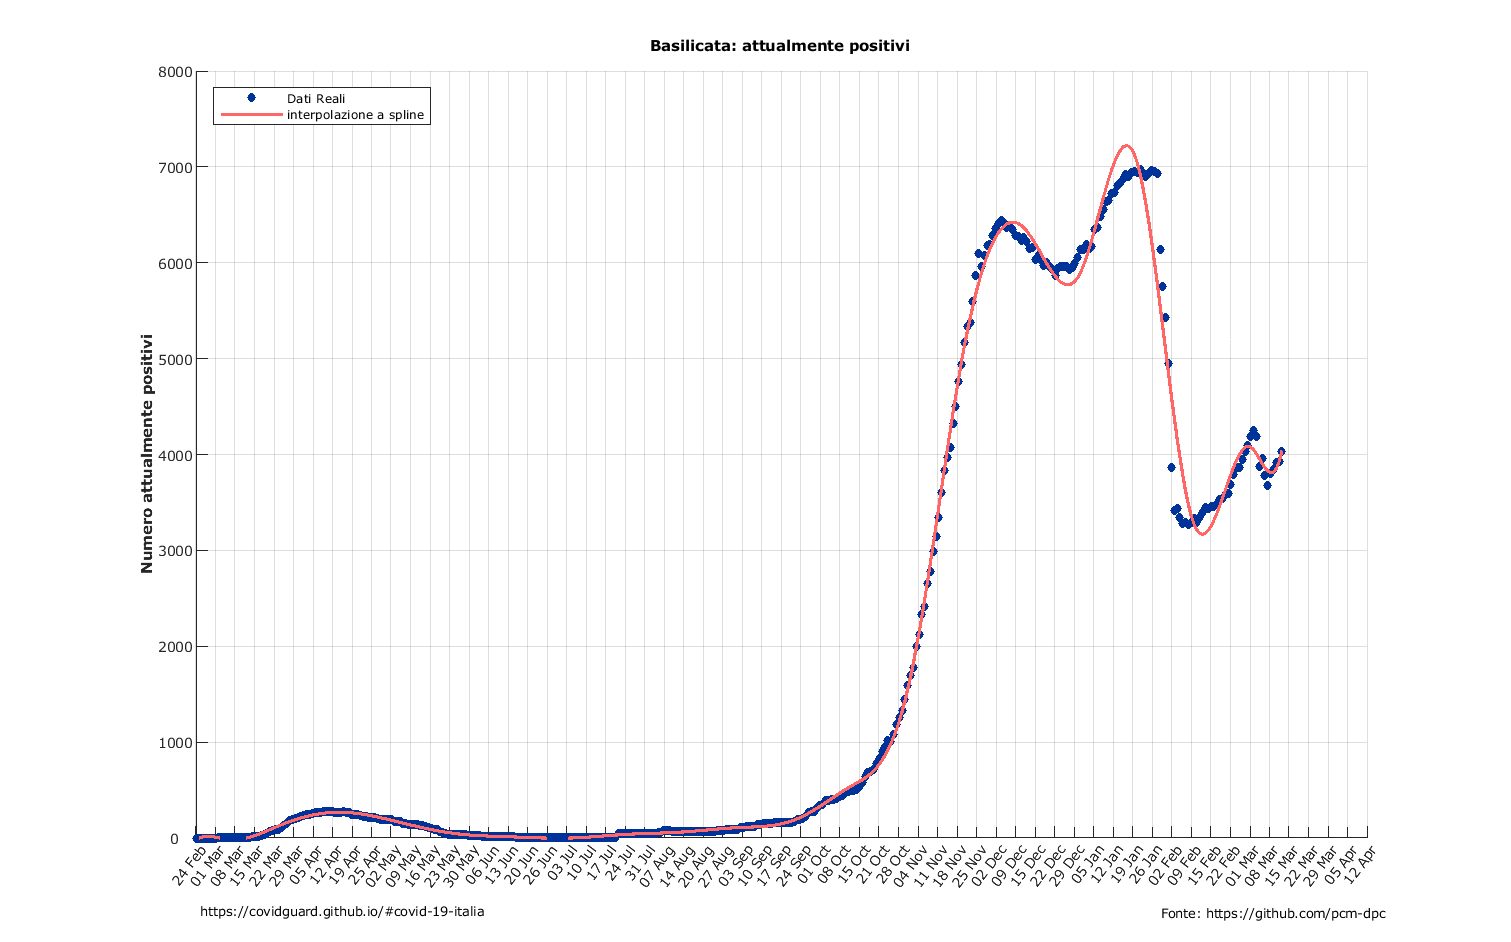 Basilicata: attualmente positivi
8000
7000
6000
5000
4000
3000
2000
1000
0
Numero attualmente positivi
Dati Reali
interpolazione a spline
24 Feb
01 Mar
08 Mar
15 Mar
22 Mar
29 Mar
05 Apr
12 Apr
19 Apr
25 Apr
02 May
09 May
16 May
23 May
30 May
06 Jun
13 Jun
20 Jun
26 Jun
03 Jul
10 Jul
17 Jul
24 Jul
31 Jul
07 Aug
14 Aug
20 Aug
27 Aug
03 Sep
10 Sep
17 Sep
24 Sep
01 Oct
08 Oct
15 Oct
21 Oct
28 Oct
04 Nov
11 Nov
18 Nov
25 Nov
02 Dec
09 Dec
15 Dec
22 Dec
29 Dec
05 Jan
12 Jan
19 Jan
26 Jan
02 Feb
09 Feb
15 Feb
22 Feb
01 Mar
08 Mar
15 Mar
22 Mar
29 Mar
05 Apr
12 Apr
https://covidguard.github.io/#covid-19-italia
Fonte: https://github.com/pcm-dpc